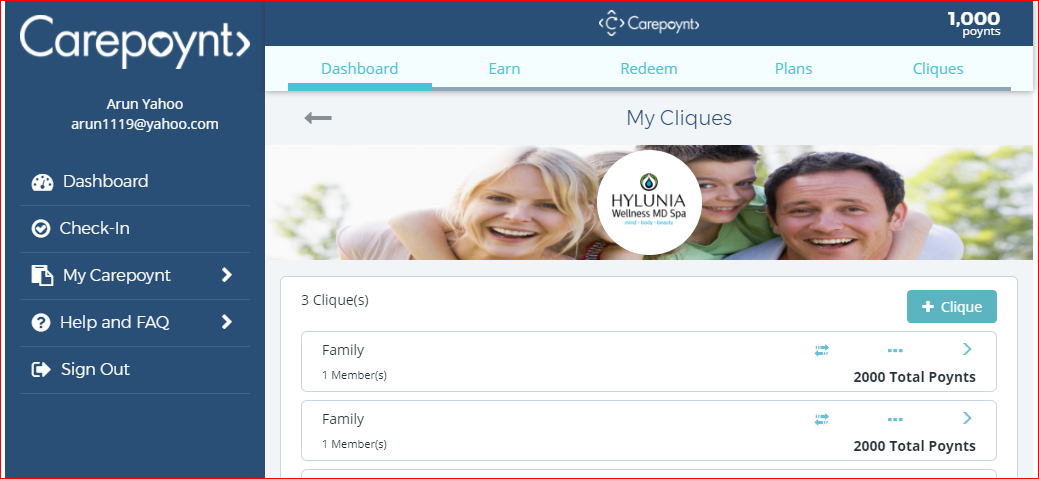 Carepoynt
Arun Yahoo
arun1119@yahoo.com
Dashboard
Check-In
My Carepoynt
Help and FAQ
Sign Out
C Carepoynt
1,000
poynts
Dashboard Earn Redeem Plans Cliques
My Cliques
HYLUNIA
Wellness MD Spa
mind - body - beauty
3 Clique(s)
+ Clique
Family
1 Member(s)
2000 Total Poynts
Family
1 Member(s)
2000 Total Poynts